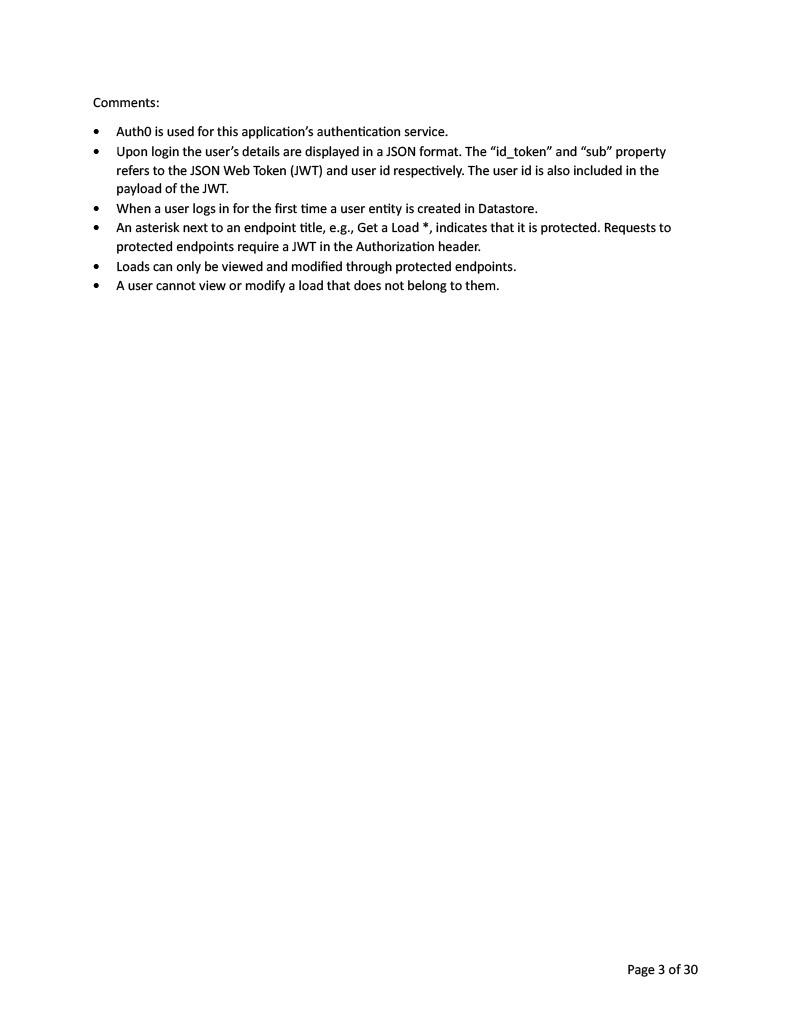 Comments:
• Auth0 is used for this application’s authentication service.
• Upon login the user’s details are displayed in a JSON format. The “id_token” and “sub” property
refers to the JSON Web Token (JWT) and user id respectively. The user id is also included in the
payload of the JWT.
• When a user logs in for the first time a user entity is created in Datastore.
• An asterisk next to an endpoint title, e.g., Get a Load *, indicates that it is protected. Requests to
protected endpoints require a JWT in the Authorization header.
• Loads can only be viewed and modified through protected endpoints.
• A user cannot view or modify a load that does not belong to them.
Page 3 of 30